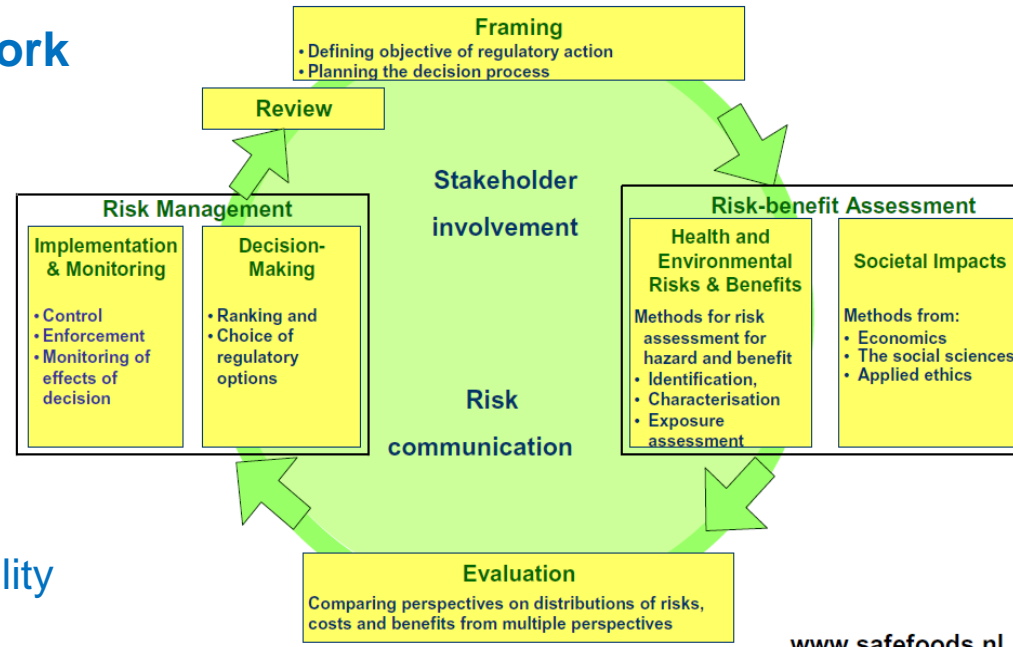 ork
Framing
• Defining objective of regulatory action
• Planning the decision process
Review
Stakeholder
involvement
Risk Management
Implementation
& Monitoring
• Control
• Enforcement
• Monitoring of
effects of
decision
Decision-
Making
• Ranking and
• Choice of
regulatory
options
Risk-benefit Assessment
Health and
Environmental
Risks & Benefits
Methods for risk
assessment for
hazard and benefit
• Identification,
• Characterisation
• Exposure
assessment
Societal Impacts
Methods from:
• Economics
• The social sciences
• Applied ethics
Risk
communication
lity
Evaluation
Comparing perspectives on distributions of risks,
costs and benefits from multiple perspectives
www.safefoods.nl